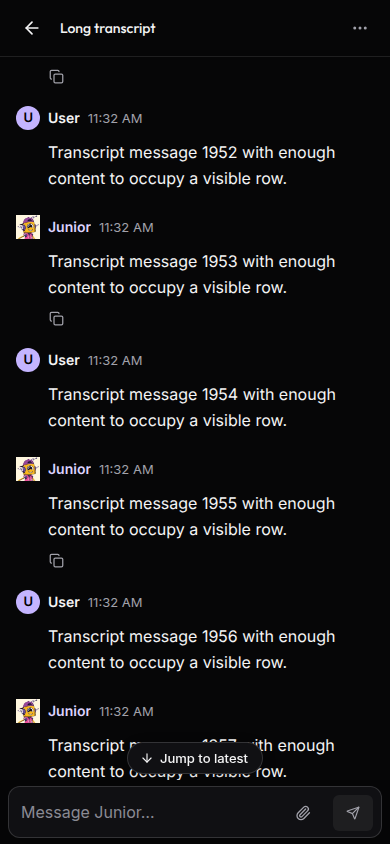 Long transcript
U User 11:32 AM
Transcript message 1952 with enough
content to occupy a visible row.
Junior 11:32 AM
Transcript message 1953 with enough
content to occupy a visible row.
U User 11:32 AM
Transcript message 1954 with enough
content to occupy a visible row.
Junior 11:32 AM
Transcript message 1955 with enough
content to occupy a visible row.
U User 11:32 AM
Transcript message 1956 with enough
content to occupy a visible row.
Junior 11:32 AM
Transcript with enough
Jump to latest
content to occupy a visible row.
Message Junior...